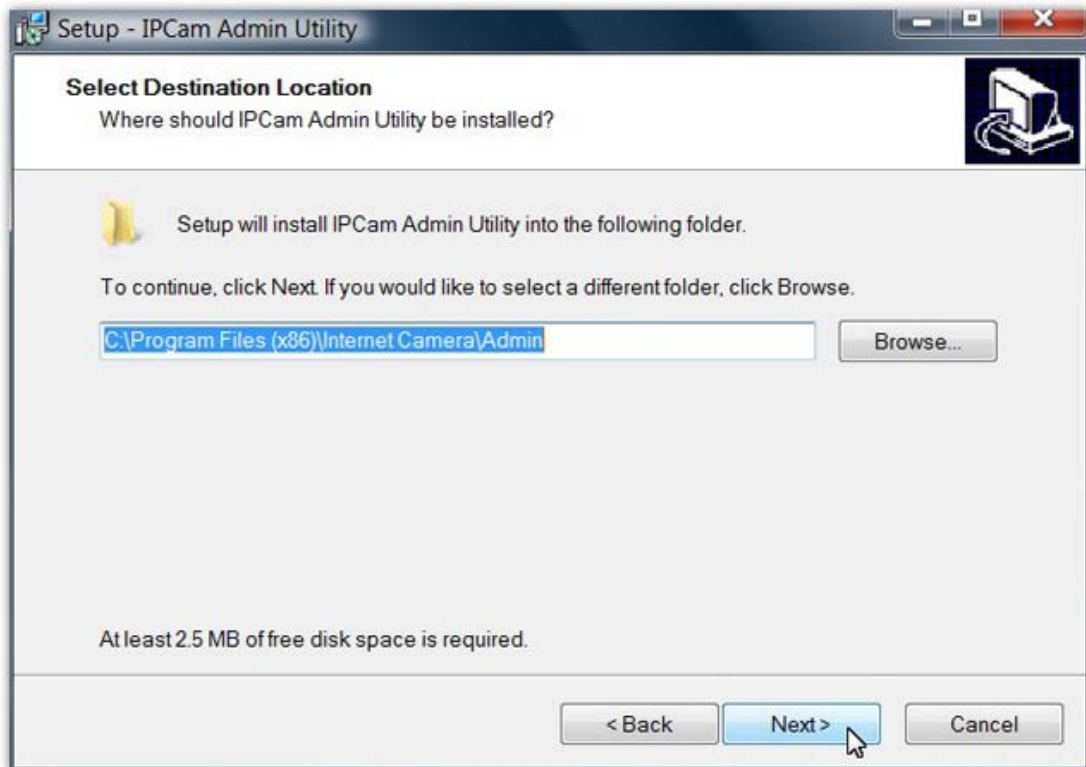 Setup - IPCam Admin Utility
Select Destination Location
Where should IPCam Admin Utility be installed?
Setup will install IPCam Admin Utility into the following folder.
To continue, click Next. If you would like to select a different folder, click Browse.
C:\Program Files (x86)\Internet Camera\Admin
Browse...
At least 2.5 MB of free disk space is required.
< Back
Next >
Cancel